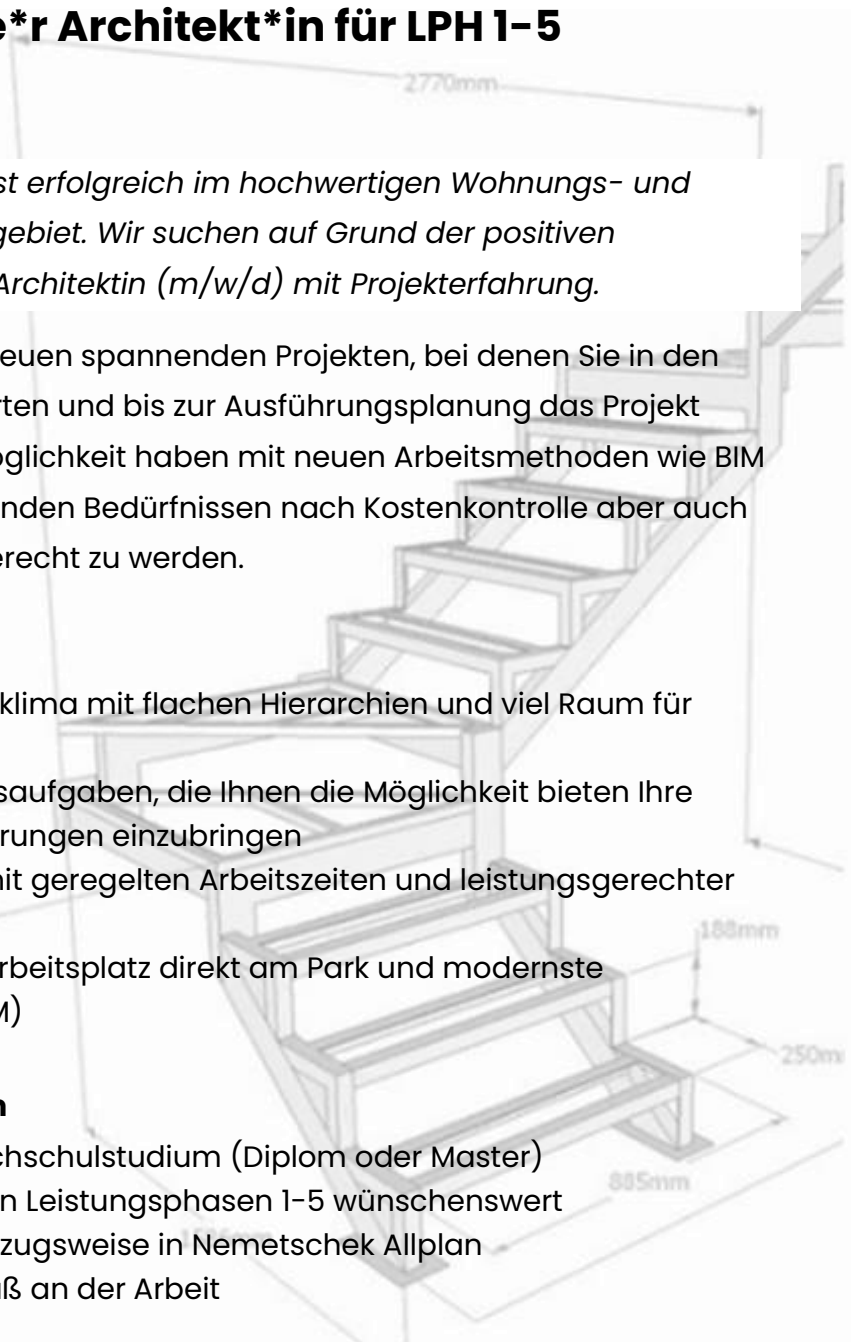 e*r Architekt*in für LPH 1-5
2770mm
st erfolgreich im hochwertigen Wohnungs- und
gebiet. Wir suchen auf Grund der positiven
Architektin (m/w/d) mit Projekterfahrung.
euen spannenden Projekten, bei denen Sie in den
rten und bis zur Ausführungsplanung das Projekt
öglichkeit haben mit neuen Arbeitsmethoden wie BIM
nden Bedürfnissen nach Kostenkontrolle aber auch
erecht zu werden.
klima mit flachen Hierarchien und viel Raum für
saufgaben, die Ihnen die Möglichkeit bieten Ihre
rungen einzubringen
nit geregelten Arbeitszeiten und leistungsgerechter
188mm
rbeitsplatz direkt am Park und modernste
M)
250m
n
chschulstudium (Diplom oder Master)
885mm
n Leistungsphasen 1-5 wünschenswert
zugsweise in Nemetschek Allplan
aß an der Arbeit